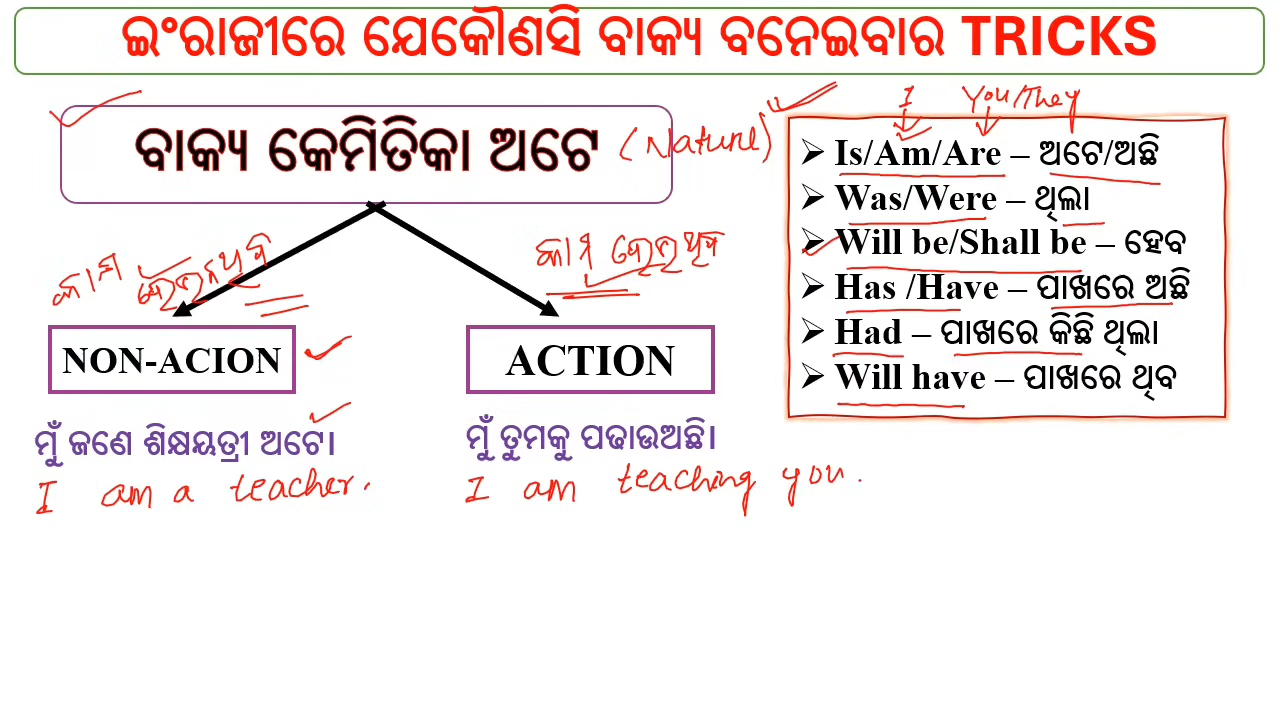 ଇଂରାଜୀରେ ଯେକୌଣସି ବାକ୍ୟ ବନେଇବାର TRICKS
ବାକ୍ୟ କେମିତିକା ଅଟେ (Nature)
I You/They
➢ Is/Am/Are – ଅଟେ/ଅଛି
➢ Was/Were – ଥିଲା
➢ Will be/Shall be – ହେବ
➢ Has /Have – ପାଖରେ ଅଛି
➢ Had – ପାଖରେ କିଛି ଥିଲା
➢ Will have – ପାଖରେ ଥିବ
କାମ ହେଉନଥିବ
କାମ ହେଉଥିବ
NON-ACION
ACTION
ମୁଁ ଜଣେ ଶିକ୍ଷୟତ୍ରୀ ଅଟେ।
I am a teacher.
ମୁଁ ତୁମକୁ ପଢାଉଅଛି।
I am teaching you.